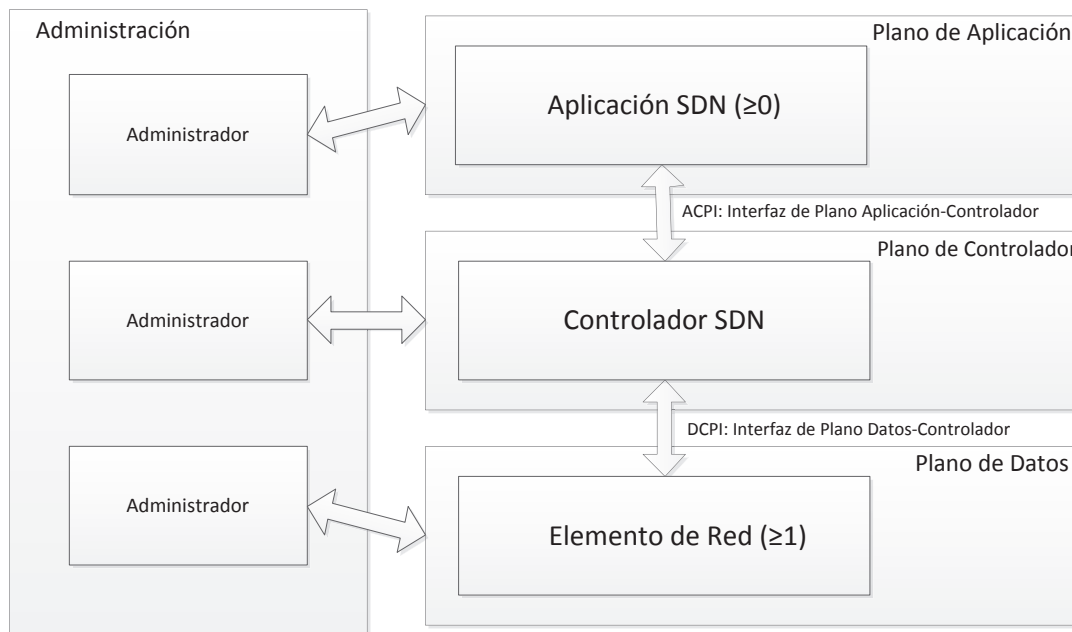 Administración
Administrador
Administrador
Administrador
Plano de Aplicación
Aplicación SDN (≥0)
ACPI: Interfaz de Plano Aplicación-Controlador
Plano de Controlador
Controlador SDN
DCPI: Interfaz de Plano Datos-Controlador
Plano de Datos
Elemento de Red (≥1)